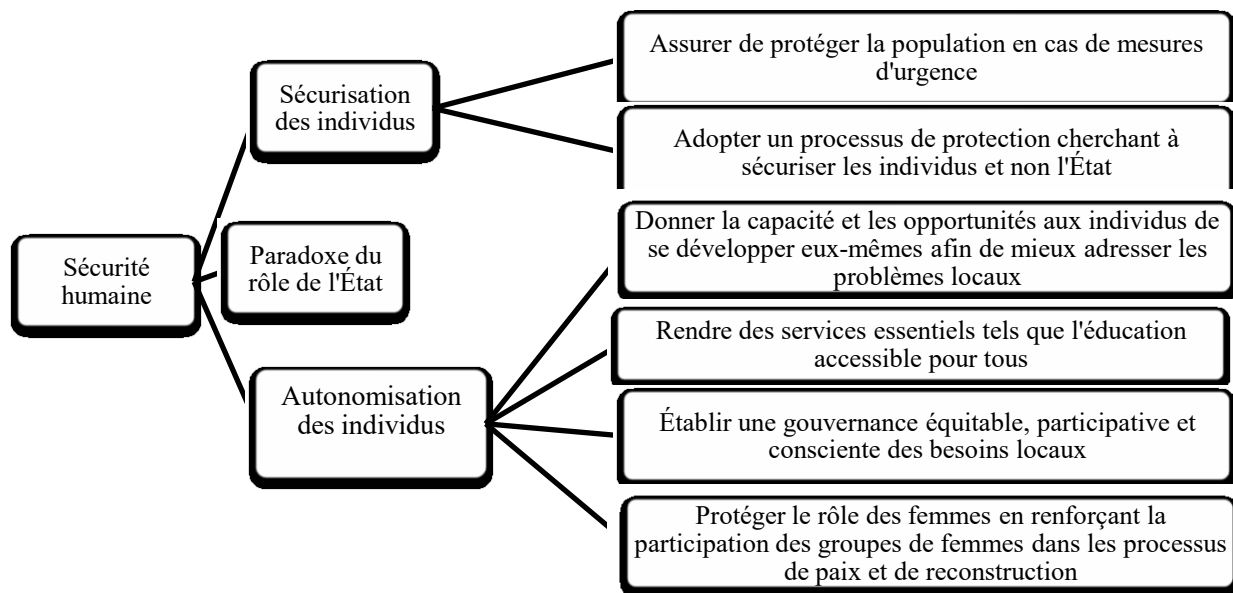 Sécurité
humaine
Sécurisation
des individus
Assurer de protéger la population en cas de mesures
d'urgence
Adopter un processus de protection cherchant à
sécuriser les individus et non l'État
Paradoxe du
rôle de l'État
Autonomisation
des individus
Donner la capacité et les opportunités aux individus de
se développer eux-mêmes afin de mieux adresser les
problèmes locaux
Rendre des services essentiels tels que l'éducation
accessible pour tous
Établir une gouvernance équitable, participative et
consciente des besoins locaux
Protéger le rôle des femmes en renforçant la
participation des groupes de femmes dans les processus
de paix et de reconstruction